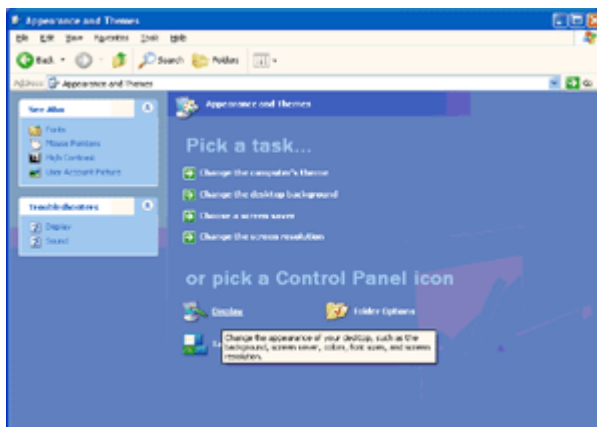 Appearance and Themes
File Edit View Favorites Tools Help
Back Search Folders
Address Appearance and Themes
See Also
Fonts
Mouse Pointers
High Contrast
User Account Picture
Troubleshooters
Display
Sound
Appearance and Themes
Pick a task...
Change the computer's theme
Change the desktop background
Choose a screen saver
Change the screen resolution
or pick a Control Panel icon
Display
Folder Options
Change the appearance of your desktop, such as the
background, screen saver, colors, font sizes, and screen
resolution.